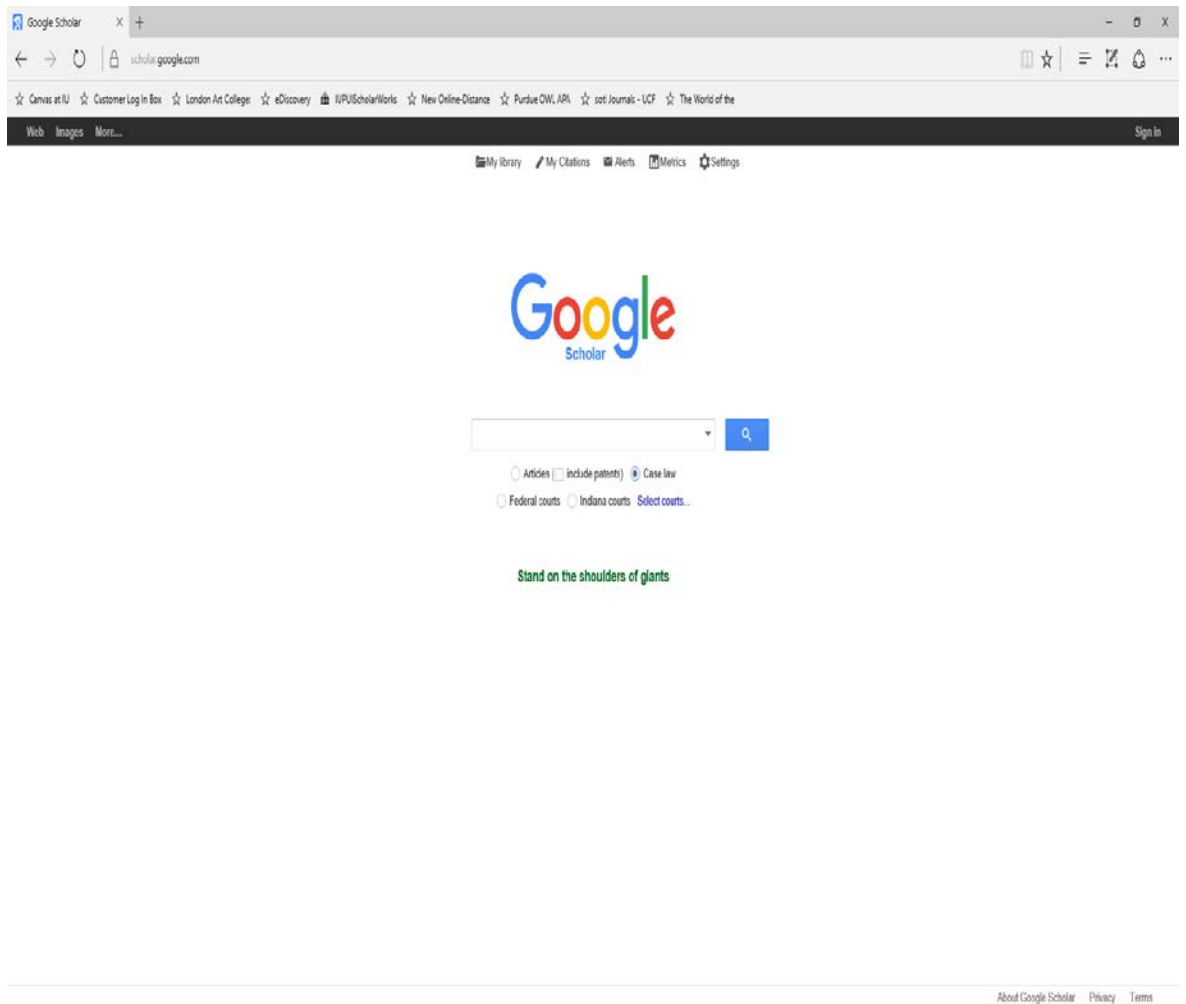 Google Scholar
scholar.google.com
Canvas at IU Customer Log In Box London Art College: eDiscovery IUPUIScholarWorks New Online-Distance Purdue OWL APA sotl Journals - UCF The World of the
Web Images More... Sign in
My library My Citations Alerts Metrics Settings
Google
Scholar
Articles ( include patents) Case law
Federal courts Indiana courts Select courts...
Stand on the shoulders of giants
About Google Scholar Privacy Terms